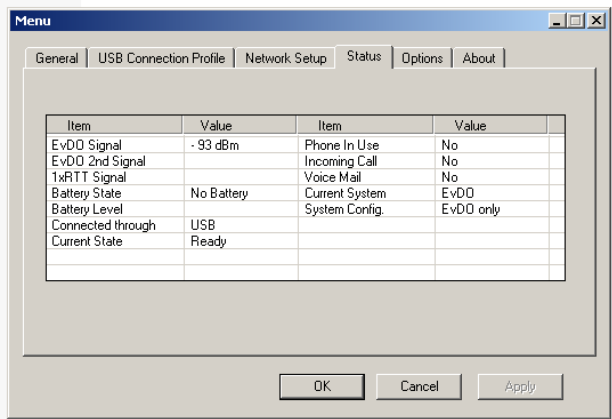 Menu
General USB Connection Profile Network Setup Status Options About
Item Value Item Value
EvDO Signal - 93 dBm Phone In Use No
EvDO 2nd Signal Incoming Call No
1xRTT Signal Voice Mail No
Battery State No Battery Current System EvDO
Battery Level System Config. EvDO only
Connected through USB
Current State Ready
OK Cancel Apply